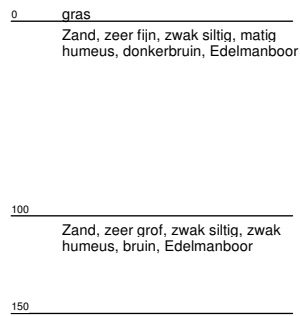 0 gras
Zand, zeer fijn, zwak siltig, matig
humeus, donkerbruin, Edelmanboor
100
Zand, zeer grof, zwak siltig, zwak
humeus, bruin, Edelmanboor
150